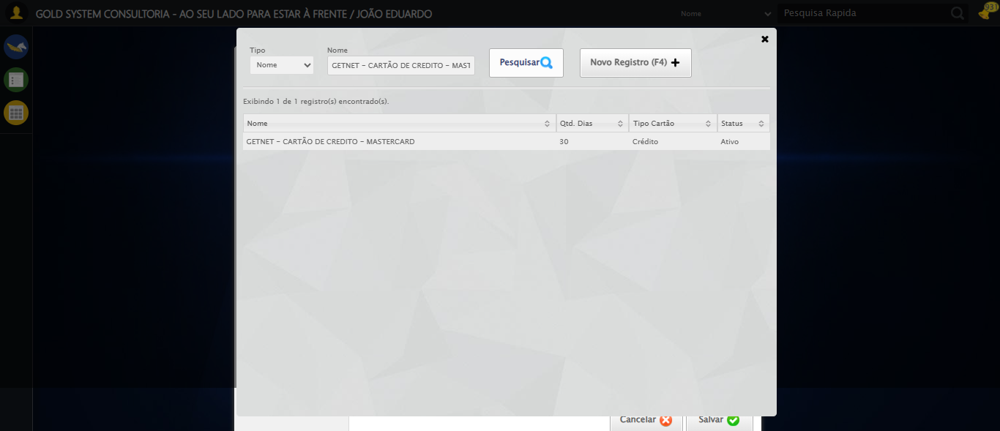 GOLD SYSTEM CONSULTORIA - AO SEU LADO PARA ESTAR À FRENTE / JOÃO EDUARDO
Nome
Pesquisa Rapida
931
Tipo
Nome
Nome
GETNET - CARTÃO DE CREDITO - MAST
Pesquisar
Novo Registro (F4)
Exibindo 1 de 1 registro(s) encontrado(s).
Nome Qtd. Dias Tipo Cartão Status
GETNET - CARTÃO DE CREDITO - MASTERCARD 30 Crédito Ativo
Cancelar Salvar